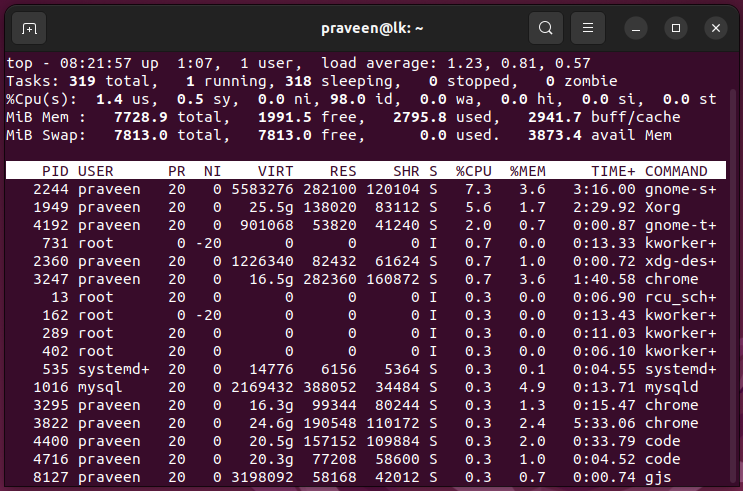 praveen@lk: ~
top - 08:21:57 up  1:07,  1 user,  load average: 1.23, 0.81, 0.57
Tasks: 319 total,   1 running, 318 sleeping,   0 stopped,   0 zombie
%Cpu(s):  1.4 us,  0.5 sy,  0.0 ni, 98.0 id,  0.0 wa,  0.0 hi,  0.0 si,  0.0 st
MiB Mem :   7728.9 total,   1991.5 free,   2795.8 used,   2941.7 buff/cache
MiB Swap:   7813.0 total,   7813.0 free,      0.0 used.   3873.4 avail Mem
PID USER      PR  NI    VIRT    RES    SHR S  %CPU  %MEM     TIME+ COMMAND
2244 praveen   20   0 5583276 282100 120104 S   7.3   3.6   3:16.00 gnome-s+
1949 praveen   20   0   25.5g 138020  83112 S   5.6   1.7   2:29.92 Xorg
4192 praveen   20   0  901068  53820  41240 S   2.0   0.7   0:00.87 gnome-t+
731 root       0 -20       0      0      0 I   0.7   0.0   0:13.33 kworker+
2360 praveen   20   0 1226340  82432  61624 S   0.7   1.0   0:00.72 xdg-des+
3247 praveen   20   0   16.5g 282360 160872 S   0.7   3.6   1:40.58 chrome
13 root      20   0       0      0      0 I   0.3   0.0   0:06.90 rcu_sch+
162 root       0 -20       0      0      0 I   0.3   0.0   0:13.43 kworker+
289 root      20   0       0      0      0 I   0.3   0.0   0:11.03 kworker+
402 root      20   0       0      0      0 I   0.3   0.0   0:06.10 kworker+
535 systemd+  20   0   14776   6156   5364 S   0.3   0.1   0:04.55 systemd+
1016 mysql     20   0 2169432 388052  34484 S   0.3   4.9   0:13.71 mysqld
3295 praveen   20   0   16.3g  99344  80244 S   0.3   1.3   0:15.47 chrome
3822 praveen   20   0   24.6g 190548 110172 S   0.3   2.4   5:33.06 chrome
4400 praveen   20   0   20.5g 157152 109884 S   0.3   2.0   0:33.79 code
4716 praveen   20   0   20.3g  77208  58600 S   0.3   1.0   0:04.52 code
8127 praveen   20   0 3198092  58168  42012 S   0.3   0.7   0:00.74 gjs